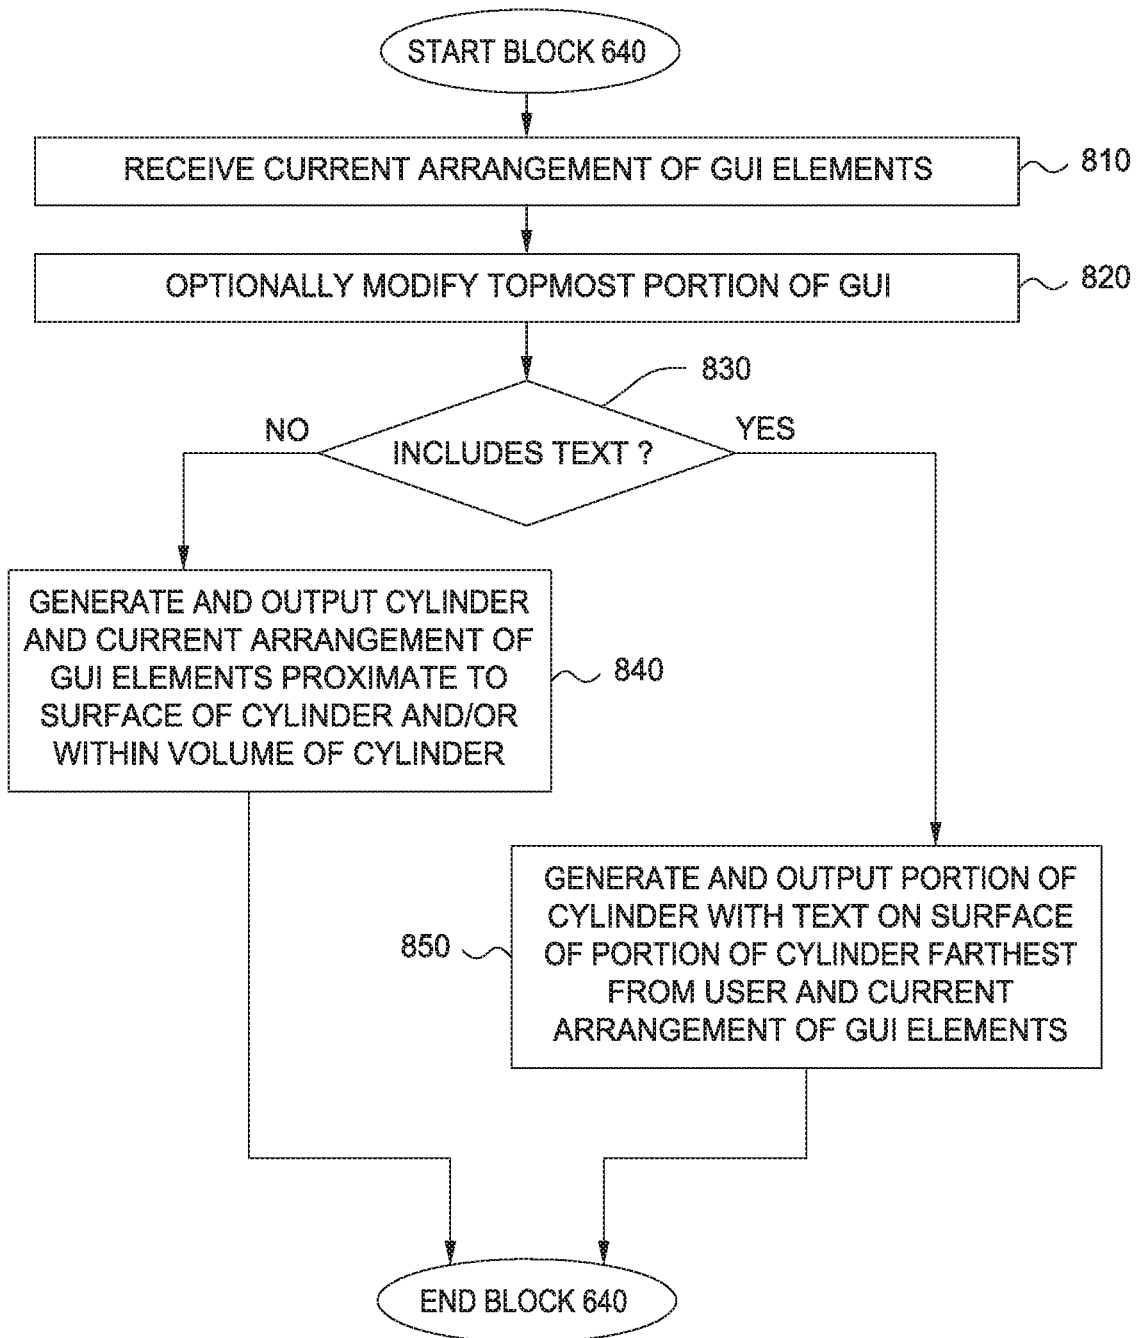 START BLOCK 640
RECEIVE CURRENT ARRANGEMENT OF GUI ELEMENTS
810
OPTIONALLY MODIFY TOPMOST PORTION OF GUI
820
830
NO
INCLUDES TEXT ?
YES
GENERATE AND OUTPUT CYLINDER
AND CURRENT ARRANGEMENT OF
GUI ELEMENTS PROXIMATE TO
SURFACE OF CYLINDER AND/OR
WITHIN VOLUME OF CYLINDER
840
850
GENERATE AND OUTPUT PORTION OF
CYLINDER WITH TEXT ON SURFACE
OF PORTION OF CYLINDER FARTHEST
FROM USER AND CURRENT
ARRANGEMENT OF GUI ELEMENTS
END BLOCK 640